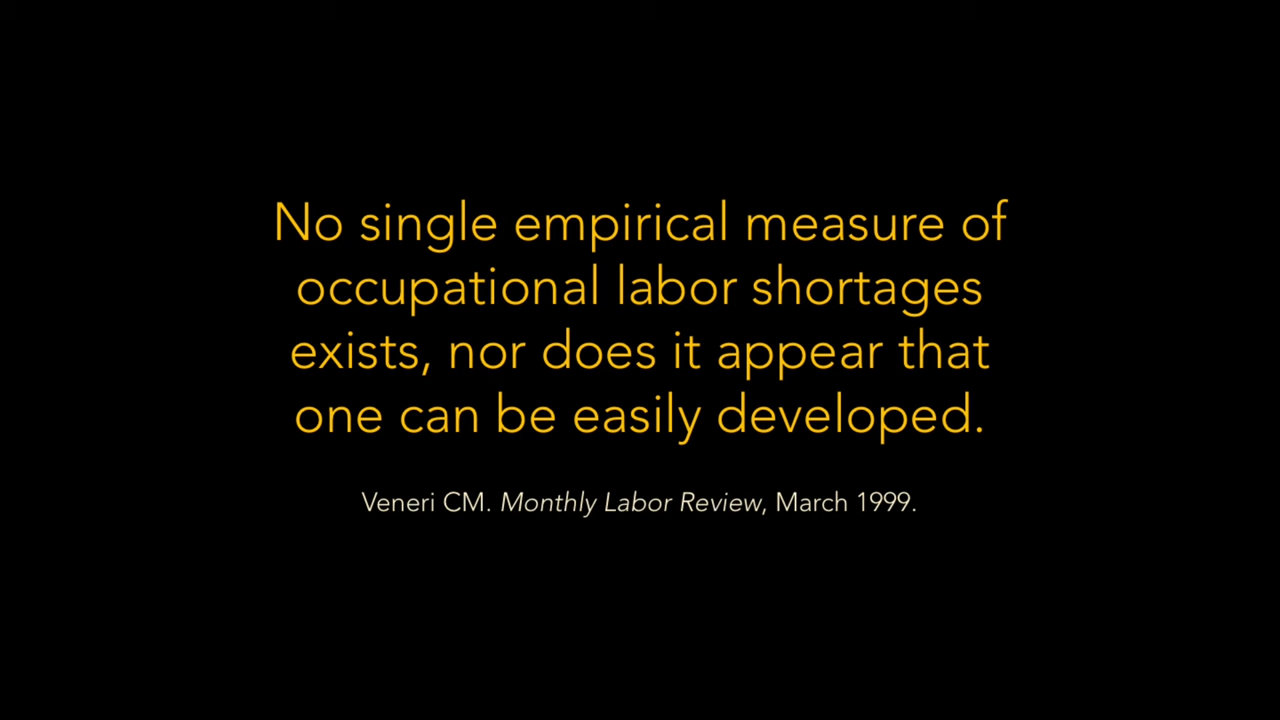 No single empirical measure of
occupational labor shortages
exists, nor does it appear that
one can be easily developed.
Veneri CM. Monthly Labor Review, March 1999.